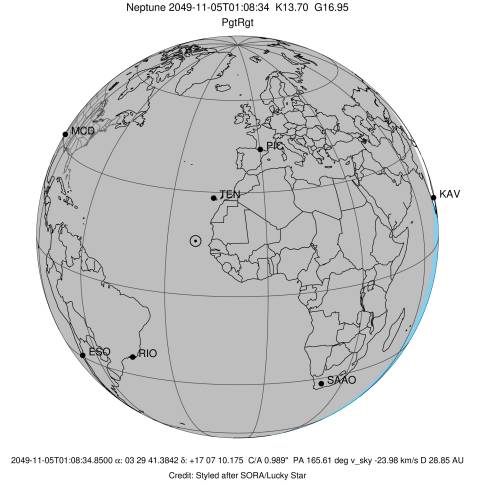 Neptune 2049-11-05T01:08:34 K13.70 G16.95
PgtRgt
MCD
PIC
TEN
KAV
ESO
RIO
SAAO
2049-11-05T01:08:34.8500 α: 03 29 41.3842 δ: +17 07 10.175 C/A 0.989" PA 165.61 deg v_sky -23.98 km/s D 28.85 AU
Credit: Styled after SORA/Lucky Star